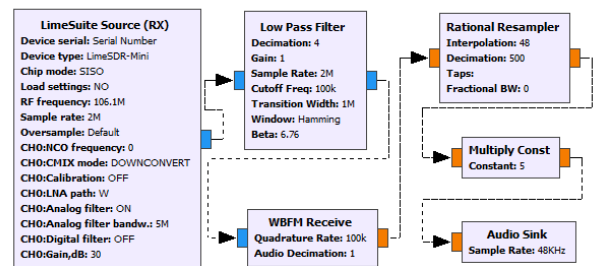 LimeSuite Source (RX)
Device serial: Serial Number
Device type: LimeSDR-Mini
Chip mode: SISO
Load settings: NO
RF frequency: 106.1M
Sample rate: 2M
Oversample: Default
CH0:NCO frequency: 0
CH0:CMIX mode: DOWNCONVERT
CH0:Calibration: OFF
CH0:LNA path: W
CH0:Analog filter: ON
CH0:Analog filter bandw.: 5M
CH0:Digital filter: OFF
CH0:Gain,dB: 30
Low Pass Filter
Decimation: 4
Gain: 1
Sample Rate: 2M
Cutoff Freq: 100k
Transition Width: 1M
Window: Hamming
Beta: 6.76
WBFM Receive
Quadrature Rate: 100k
Audio Decimation: 1
Rational Resampler
Interpolation: 48
Decimation: 500
Taps:
Fractional BW: 0
Multiply Const
Constant: 5
Audio Sink
Sample Rate: 48KHz